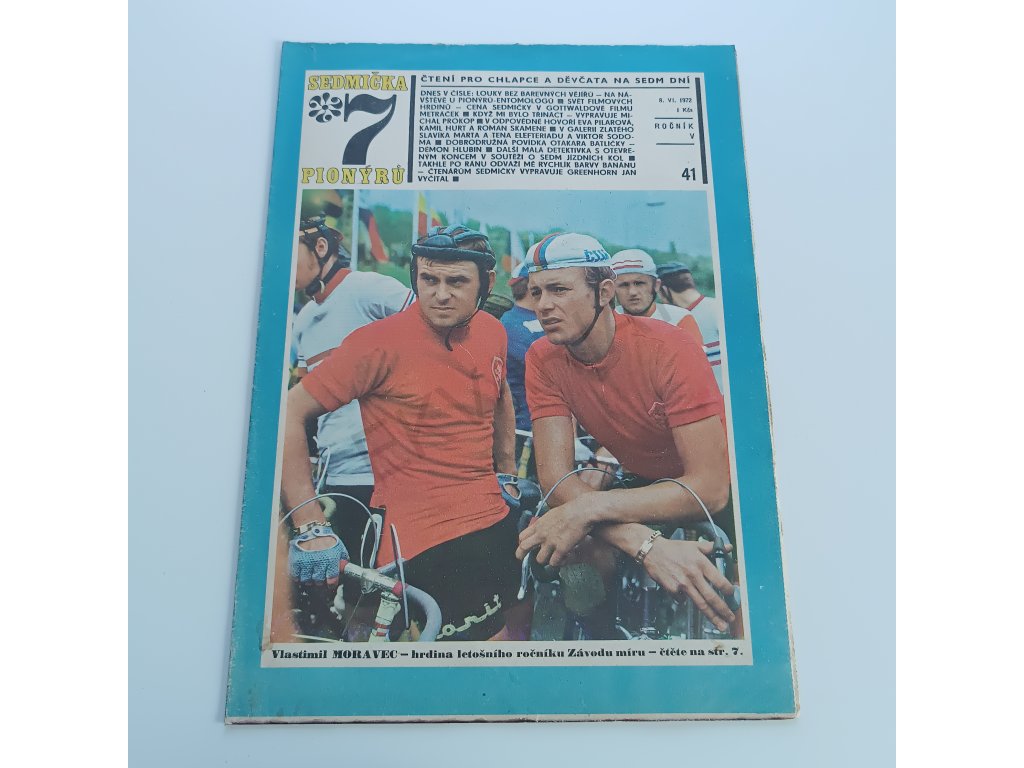 SEDMIČKA
7
PIONÝRŮ
ČTENÍ PRO CHLAPCE A DĚVČATA NA SEDM DNÍ
DNES V ČÍSLE: LOUKY BEZ BAREVNÝCH VĚJÍŘŮ – NA NÁ-
VŠTĚVĚ U PIONÝRŮ-ENTOMOLOGŮ ■ SVĚT FILMOVÝCH
HRDINŮ – CENA SEDMIČKY V GOTTWALDOVĚ FILMU
METRÁČEK ■ KDYŽ MI BYLO TŘINÁCT – VYPRAVUJE MI-
CHAL PROKOP ■ V ODPOVĚDNĚ HOVOŘÍ EVA PILAROVÁ,
KAMIL HURT A ROMAN SKAMENE ■ V GALERII ZLATÉHO
SLAVÍKA MARTA A TENA ELEFTERIADU A VIKTOR SODO-
MA ■ DOBRODRUŽNÁ POVÍDKA OTAKARA BATLIČKY –
DÉMON HLUBIN ■ DALŠÍ MALÁ DETEKTIVKA S OTEVŘE-
NÝM KONCEM V SOUTĚŽI O SEDM JÍZDNÍCH KOL ■
TAKHLE PO RÁNU ODVÁŽÍ MĚ RYCHLÍK BARVY BANÁNU
– ČTENÁŘŮM SEDMIČKY VYPRAVUJE GREENHORN JAN
VYČÍTAL ■
8. VI. 1972
1 Kčs
ROČNÍK
V
41
Vlastimil MORAVEC – hrdina letošního ročníku Závodu míru – čtěte na str. 7.